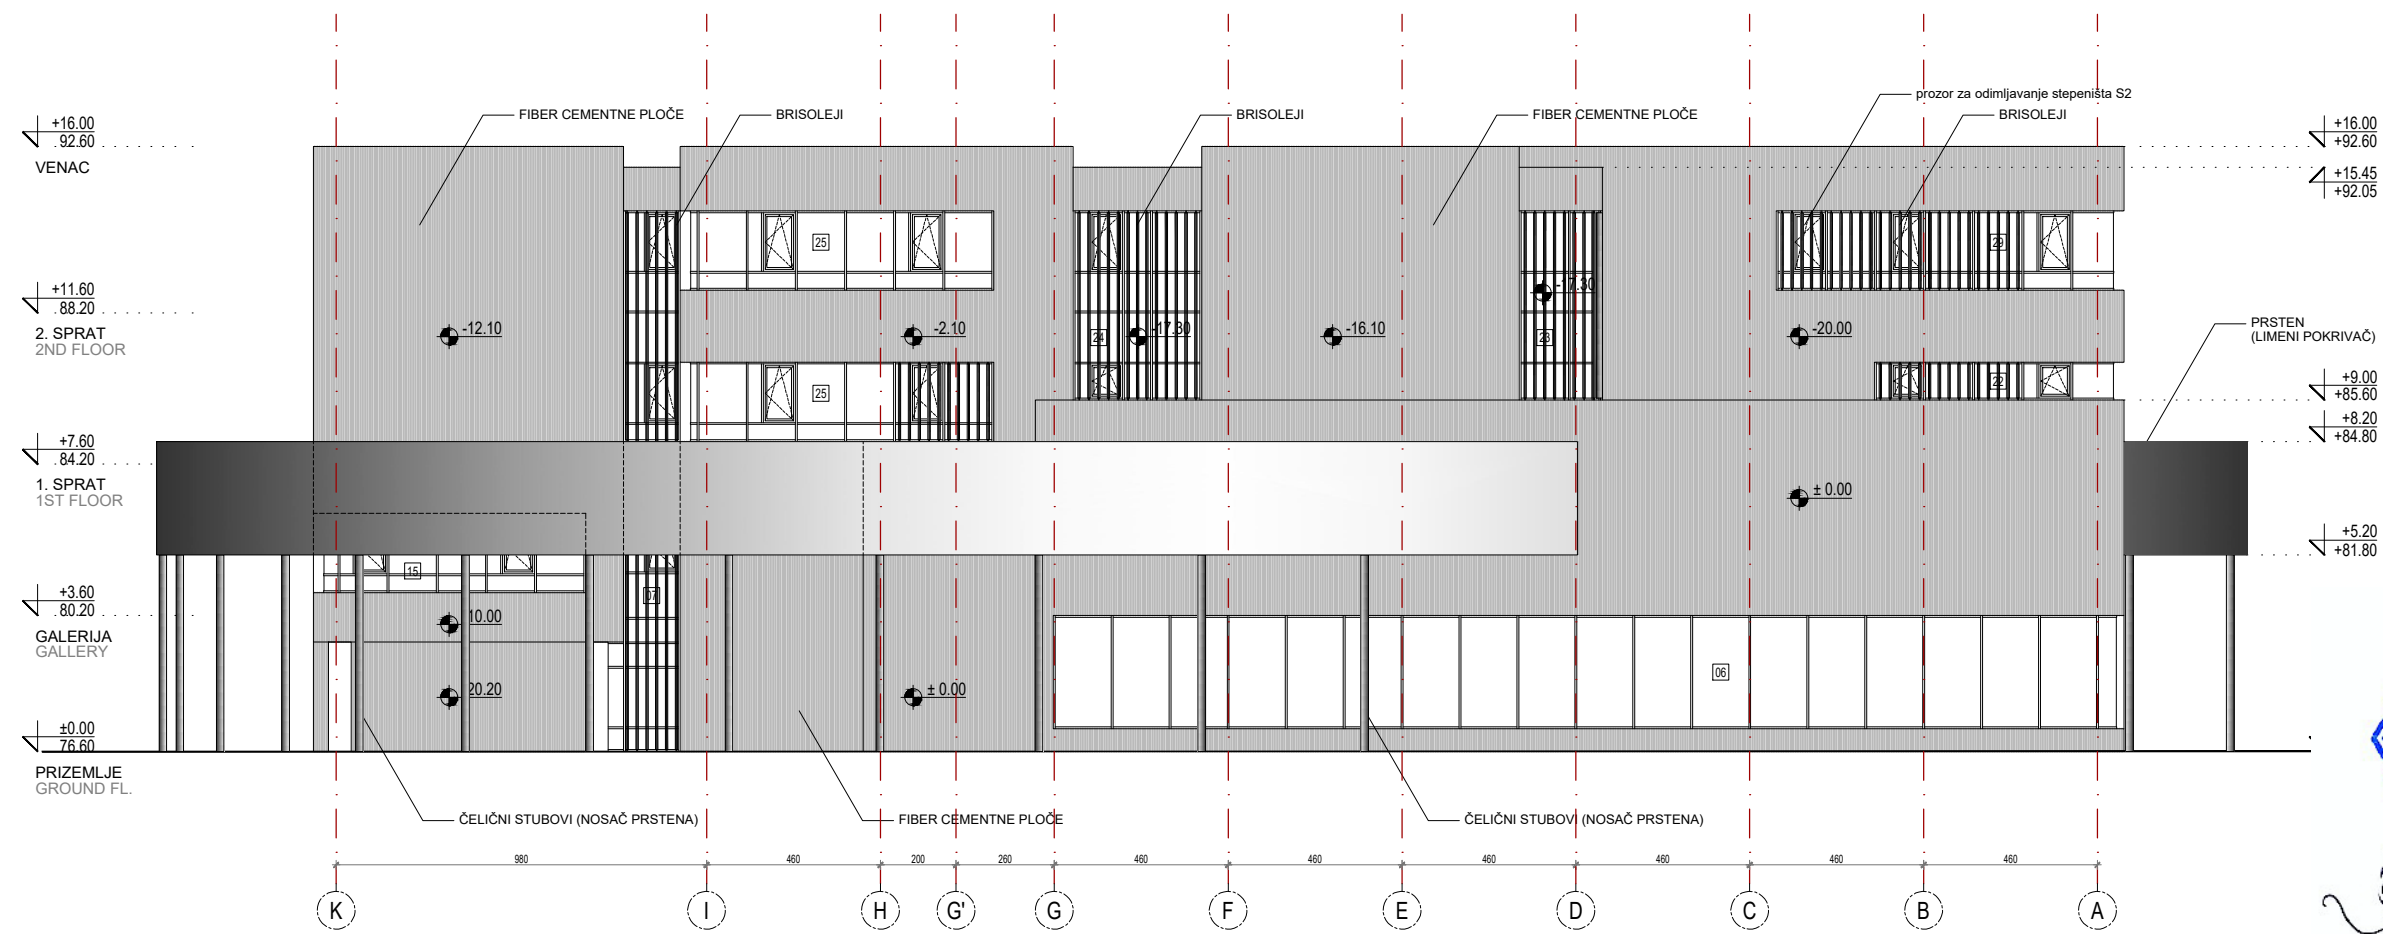 prozor za odimljavanje stepeništa S2
FIBER CEMENTNE PLOČE
BRISOLEJI
BRISOLEJI
FIBER CEMENTNE PLOČE
BRISOLEJI
+16.00
92.60
VENAC
+16.00
+92.60
+15.45
+92.05
25
29
+11.60
88.20
2. SPRAT
2ND FLOOR
-12.10
-2.10
24
-17.30
-16.10
-17.30
23
-20.00
PRSTEN
(LIMENI POKRIVAČ)
25
22
+9.00
+85.60
+8.20
+84.80
+7.60
84.20
1. SPRAT
1ST FLOOR
± 0.00
+5.20
+81.80
15
07
+3.60
80.20
GALERIJA
GALLERY
10.00
20.20
± 0.00
06
±0.00
76.60
PRIZEMLJE
GROUND FL.
ČELIČNI STUBOVI (NOSAČ PRSTENA)
FIBER CEMENTNE PLOČE
ČELIČNI STUBOVI (NOSAČ PRSTENA)
980 460 200 260 460 460 460 460 460 460
K I H G' G F E D C B A